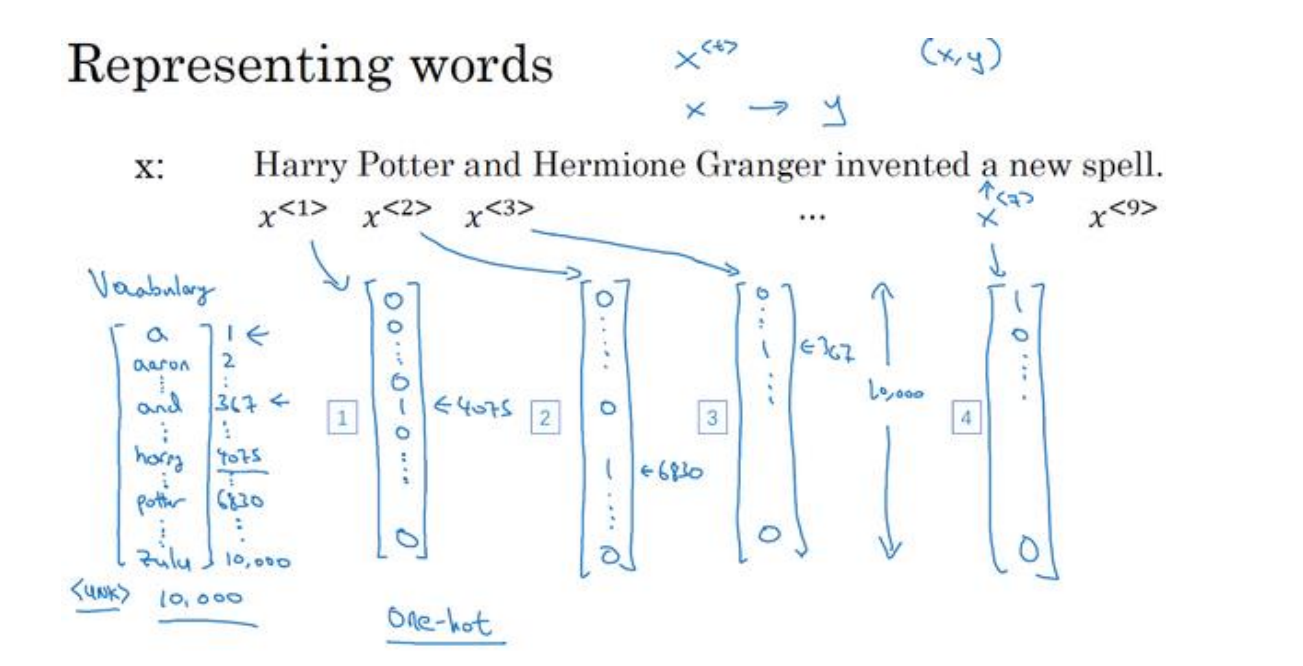 Representing words
x<t> (x,y)
x → y
x: Harry Potter and Hermione Granger invented a new spell.
x<1> x<2> x<3> ... x<7> x<9>
Vocabulary
a 1 ←
aaron 2
⋮ ⋮
and 367 ←
⋮ ⋮
harry 4075
⋮ ⋮
potter 6830
⋮ ⋮
zulu 10,000
<UNK> 10,000
1
0
0
⋮
0
1 ← 4075
0
⋮
0
2
0
⋮
0
1 ← 6830
⋮
0
3
0
⋮
1 ← 367
⋮
0
10,000
4
1
0
⋮
0
One-hot